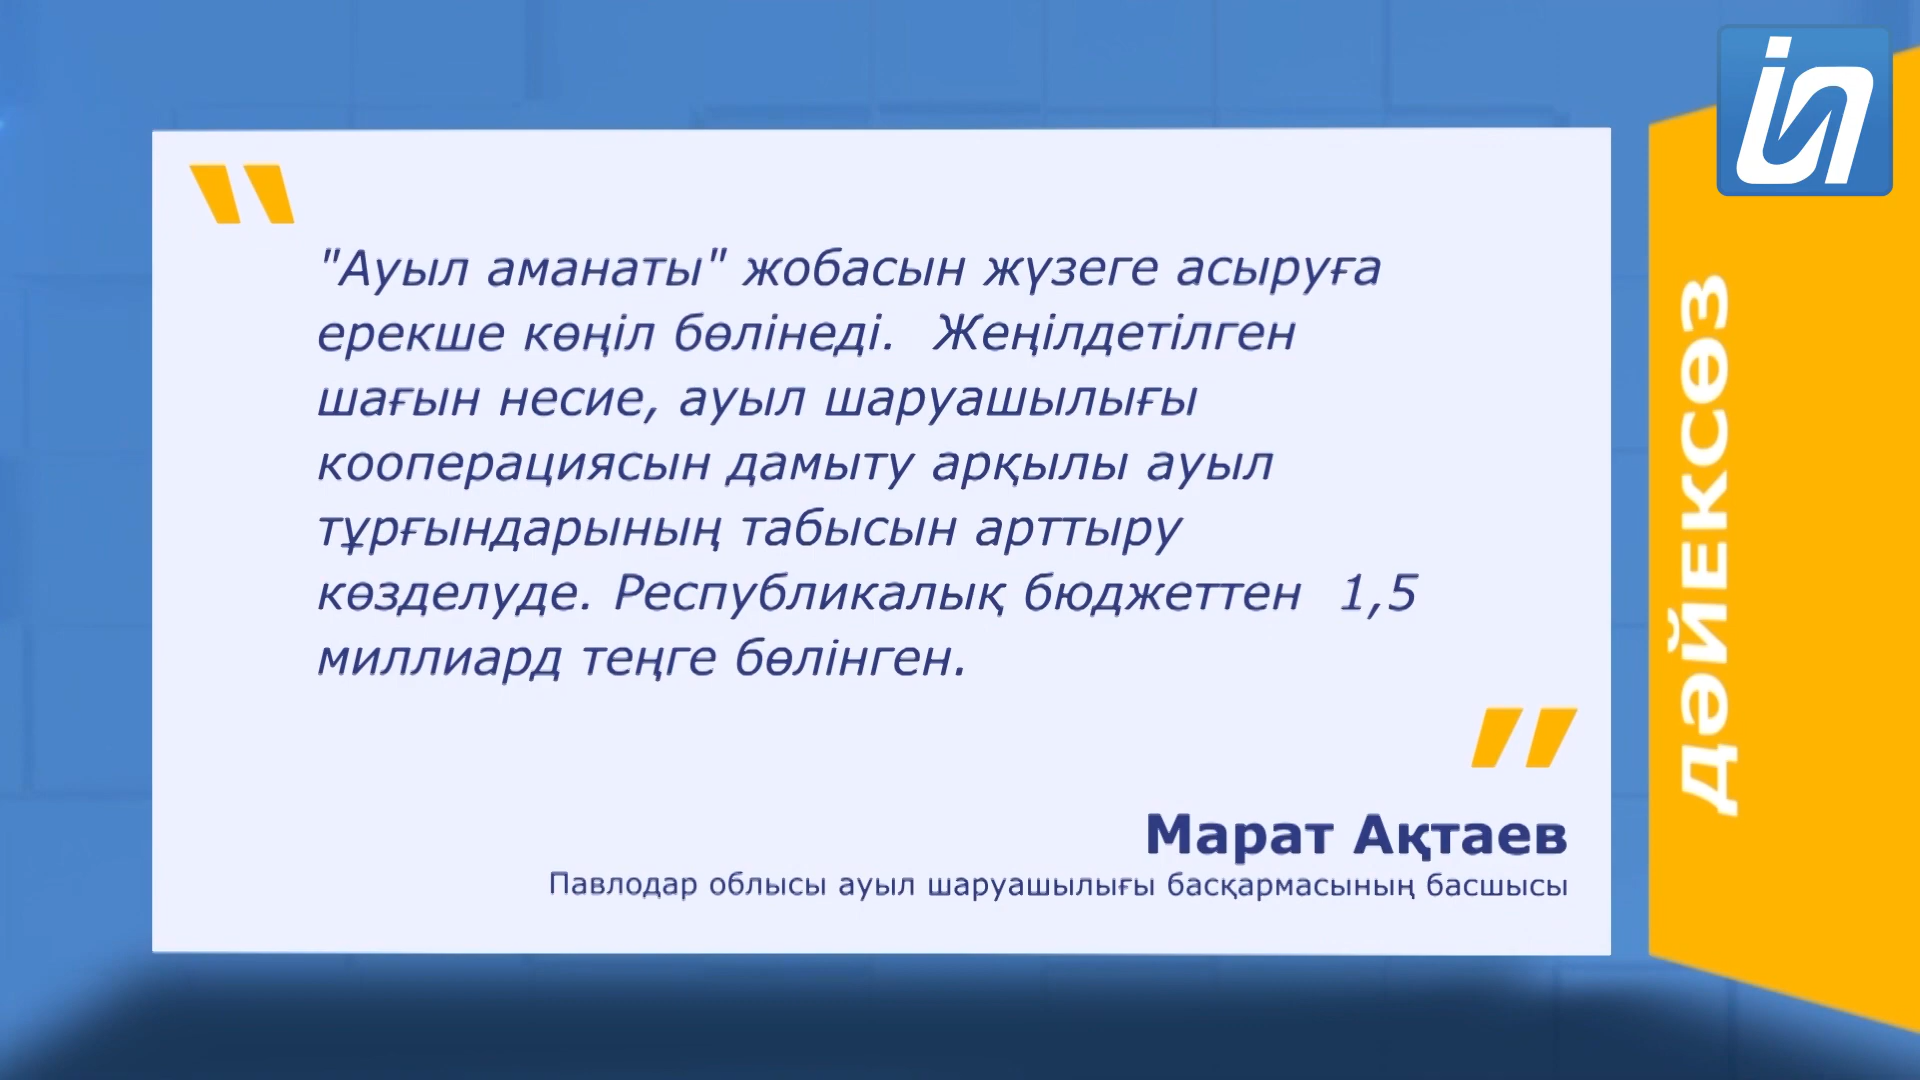 "Ауыл аманаты" жобасын жүзеге асыруға
ерекше көңіл бөлінеді.  Жеңілдетілген
шағын несие, ауыл шаруашылығы
кооперациясын дамыту арқылы ауыл
тұрғындарының табысын арттыру
көзделуде. Республикалық бюджеттен  1,5
миллиард теңге бөлінген.
Марат Ақтаев
Павлодар облысы ауыл шаруашылығы басқармасының басшысы
ДӘЙЕКСӨЗ